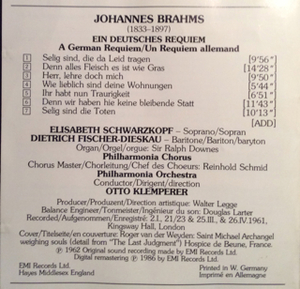 JOHANNES BRAHMS
(1833–1897)
EIN DEUTSCHES REQUIEM
A German Requiem/Un Requiem allemand
1 Selig sind, die da Leid tragen [9'56"]
2 Denn alles Fleisch es ist wie Gras [14'28"]
3 Herr, lehre doch mich [9'50"]
4 Wie lieblich sind deine Wohnungen [5'44"]
5 Ihr habt nun Traurigkeit [6'51"]
6 Denn wir haben hie keine bleibende Statt [11'43"]
7 Selig sind die Toten [10'13"]
[ADD]
ELISABETH SCHWARZKOPF – Soprano/Sopran
DIETRICH FISCHER-DIESKAU – Baritone/Bariton/baryton
Organ/Orgel/orgue: Sir Ralph Downes
Philharmonia Chorus
Chorus Master/Chorleitung/Chef des Choeurs: Reinhold Schmid
Philharmonia Orchestra
Conductor/Dirigent/direction
OTTO KLEMPERER
Producer/Produzent/Direction artistique: Walter Legge
Balance Engineer/Tonmeister/Ingénieur du son: Douglas Larter
Recorded/Aufgenommen/Enregistré: 2.1, 21/23 & 25.III, & 26.IV.1961,
Kingsway Hall, London
Cover/Titelseite/en couverture: Rogier van der Weyden: Saint Michael Archangel
weighing souls (detail from "The Last Judgment") Hospice de Beaune, France.
℗ 1962 Original sound recording made by EMI Records Ltd.
Digital remastering ℗ 1986 by EMI Records Ltd.
EMI Records Ltd. Printed in W. Germany
Hayes Middlesex England Imprimé en Allemagne